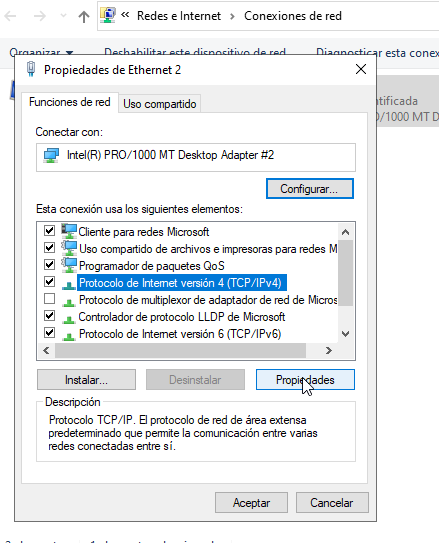 « Redes e Internet › Conexiones de red
Organizar Deshabilitar este dispositivo de red Diagnosticar esta conex
Propiedades de Ethernet 2
Funciones de red Uso compartido
ntificada
Conectar con:
O/1000 MT D
Intel(R) PRO/1000 MT Desktop Adapter #2
Configurar...
Esta conexión usa los siguientes elementos:
Cliente para redes Microsoft
Uso compartido de archivos e impresoras para redes M
Programador de paquetes QoS
Protocolo de Internet versión 4 (TCP/IPv4)
Protocolo de multiplexor de adaptador de red de Micros
Controlador de protocolo LLDP de Microsoft
Protocolo de Internet versión 6 (TCP/IPv6)
Instalar... Desinstalar Propiedades
Descripción
Protocolo TCP/IP. El protocolo de red de área extensa
predeterminado que permite la comunicación entre varias
redes conectadas entre sí.
Aceptar Cancelar